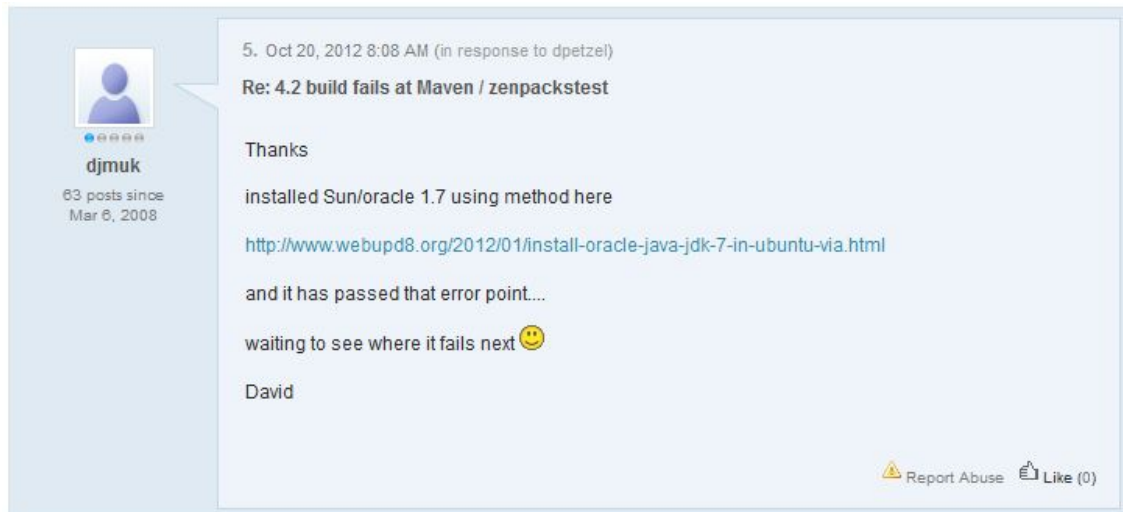 5. Oct 20, 2012 8:08 AM (in response to dpetzel)
Re: 4.2 build fails at Maven / zenpackstest
djmuk
63 posts since
Mar 6, 2008
Thanks
installed Sun/oracle 1.7 using method here
http://www.webupd8.org/2012/01/install-oracle-java-jdk-7-in-ubuntu-via.html
and it has passed that error point....
waiting to see where it fails next
David
Report Abuse Like (0)